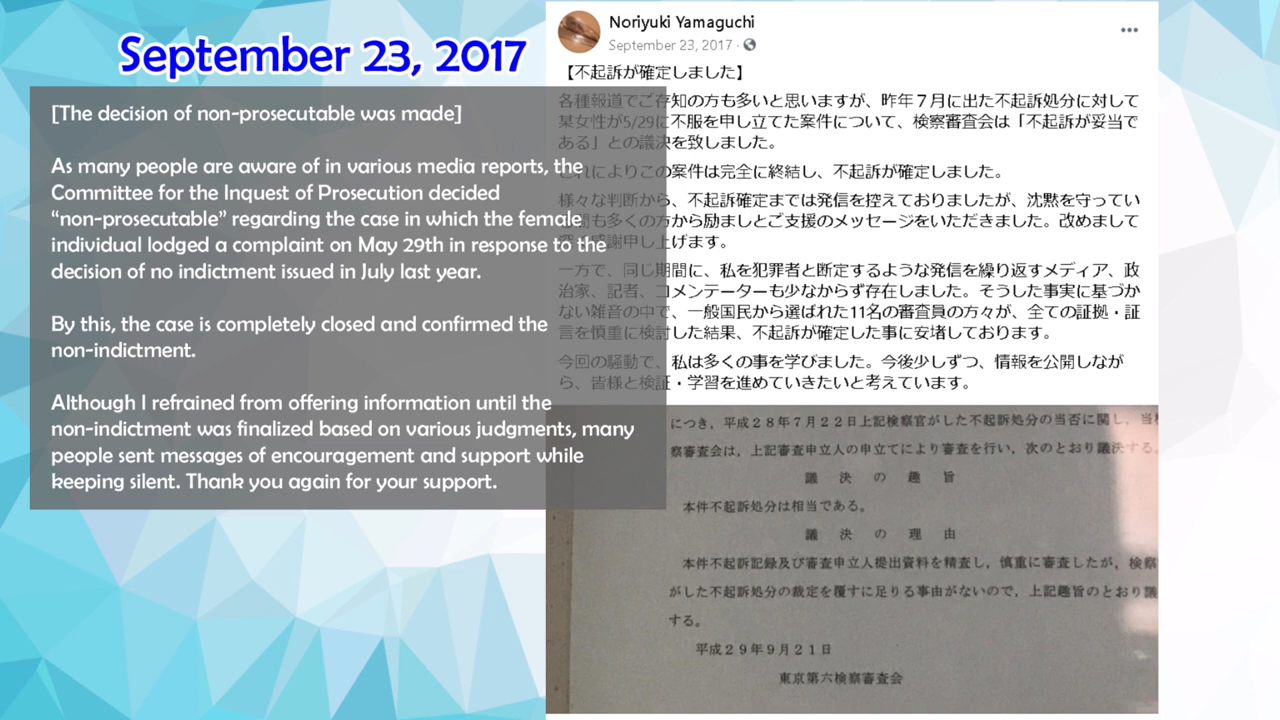 September 23, 2017
[The decision of non-prosecutable was made]
As many people are aware of in various media reports, the
Committee for the Inquest of Prosecution decided
“non-prosecutable” regarding the case in which the female
individual lodged a complaint on May 29th in response to the
decision of no indictment issued in July last year.
By this, the case is completely closed and confirmed the
non-indictment.
Although I refrained from offering information until the
non-indictment was finalized based on various judgments, many
people sent messages of encouragement and support while
keeping silent. Thank you again for your support.
Noriyuki Yamaguchi
September 23, 2017
【不起訴が確定しました】
各種報道でご存知の方も多いと思いますが、昨年7月に出た不起訴処分に対して
某女性が5/29に不服を申し立てた案件について、検察審査会は「不起訴が妥当で
ある」との議決を致しました。
これによりこの案件は完全に終結し、不起訴が確定しました。
様々な判断から、不起訴確定までは発信を控えておりましたが、沈黙を守ってい
る間も多くの方から励ましとご支援のメッセージをいただきました。改めまして
感謝申し上げます。
一方で、同じ期間に、私を犯罪者と断定するような発信を繰り返すメディア、政
治家、記者、コメンテーターも少なからず存在しました。そうした事実に基づか
ない雑音の中で、一般国民から選ばれた11名の審査員の方々が、全ての証拠・証
言を慎重に検討した結果、不起訴が確定した事に安堵しております。
今回の騒動で、私は多くの事を学びました。今後少しずつ、情報を公開しなが
ら、皆様と検証・学習を進めていきたいと考えています。
につき，平成28年7月22日上記検察官がした不起訴処分の当否に関し，当検
察審査会は，上記審査申立人の申立てにより審査を行い，次のとおり議決する。
議決の趣旨
本件不起訴処分は相当である。
議決の理由
本件不起訴記録及び審査申立人提出資料を精査し，慎重に審査したが，検察
がした不起訴処分の裁定を覆すに足りる事由がないので，上記趣旨のとおり議
する。
平成29年9月21日
東京第六検察審査会